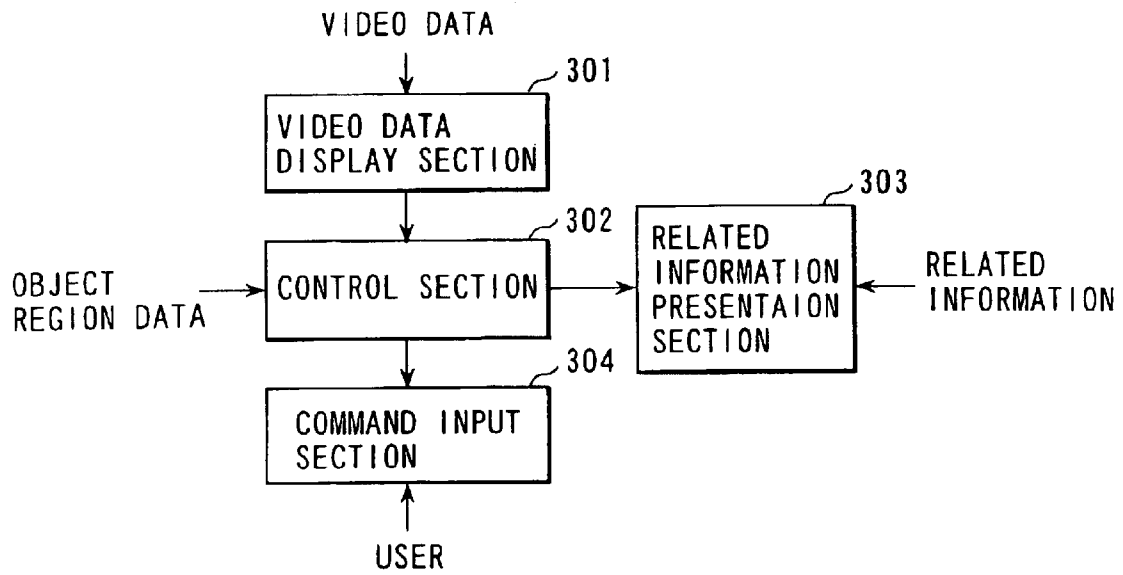 VIDEO DATA
301
VIDEO DATA
DISPLAY SECTION
302
303
OBJECT
REGION DATA
CONTROL SECTION
RELATED
INFORMATION
PRESENTAION
SECTION
RELATED
INFORMATION
304
COMMAND INPUT
SECTION
USER